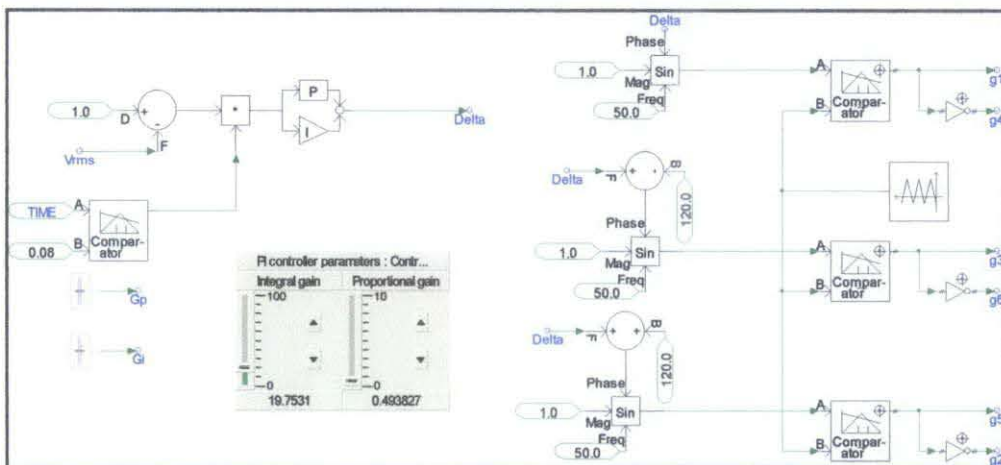 1.0
D
+
-
F
Vrms
*
P
I
Delta
TIME
A
0.08
B
Compar-
ator
Gp
Gi
PI controller paramters : Contr...
Integral gain
Proportional gain
100
10
0
0
19.7531
0.493827
Delta
Phase
1.0
Mag
Sin
Freq
50.0
A
B
Compar-
ator
g1
g4
Delta
F
+
-
B
120.0
Phase
1.0
Mag
Sin
Freq
50.0
A
B
Compar-
ator
g3
g6
Delta
F
+
+
B
120.0
Phase
1.0
Mag
Sin
Freq
50.0
A
B
Compar-
ator
g5
g2